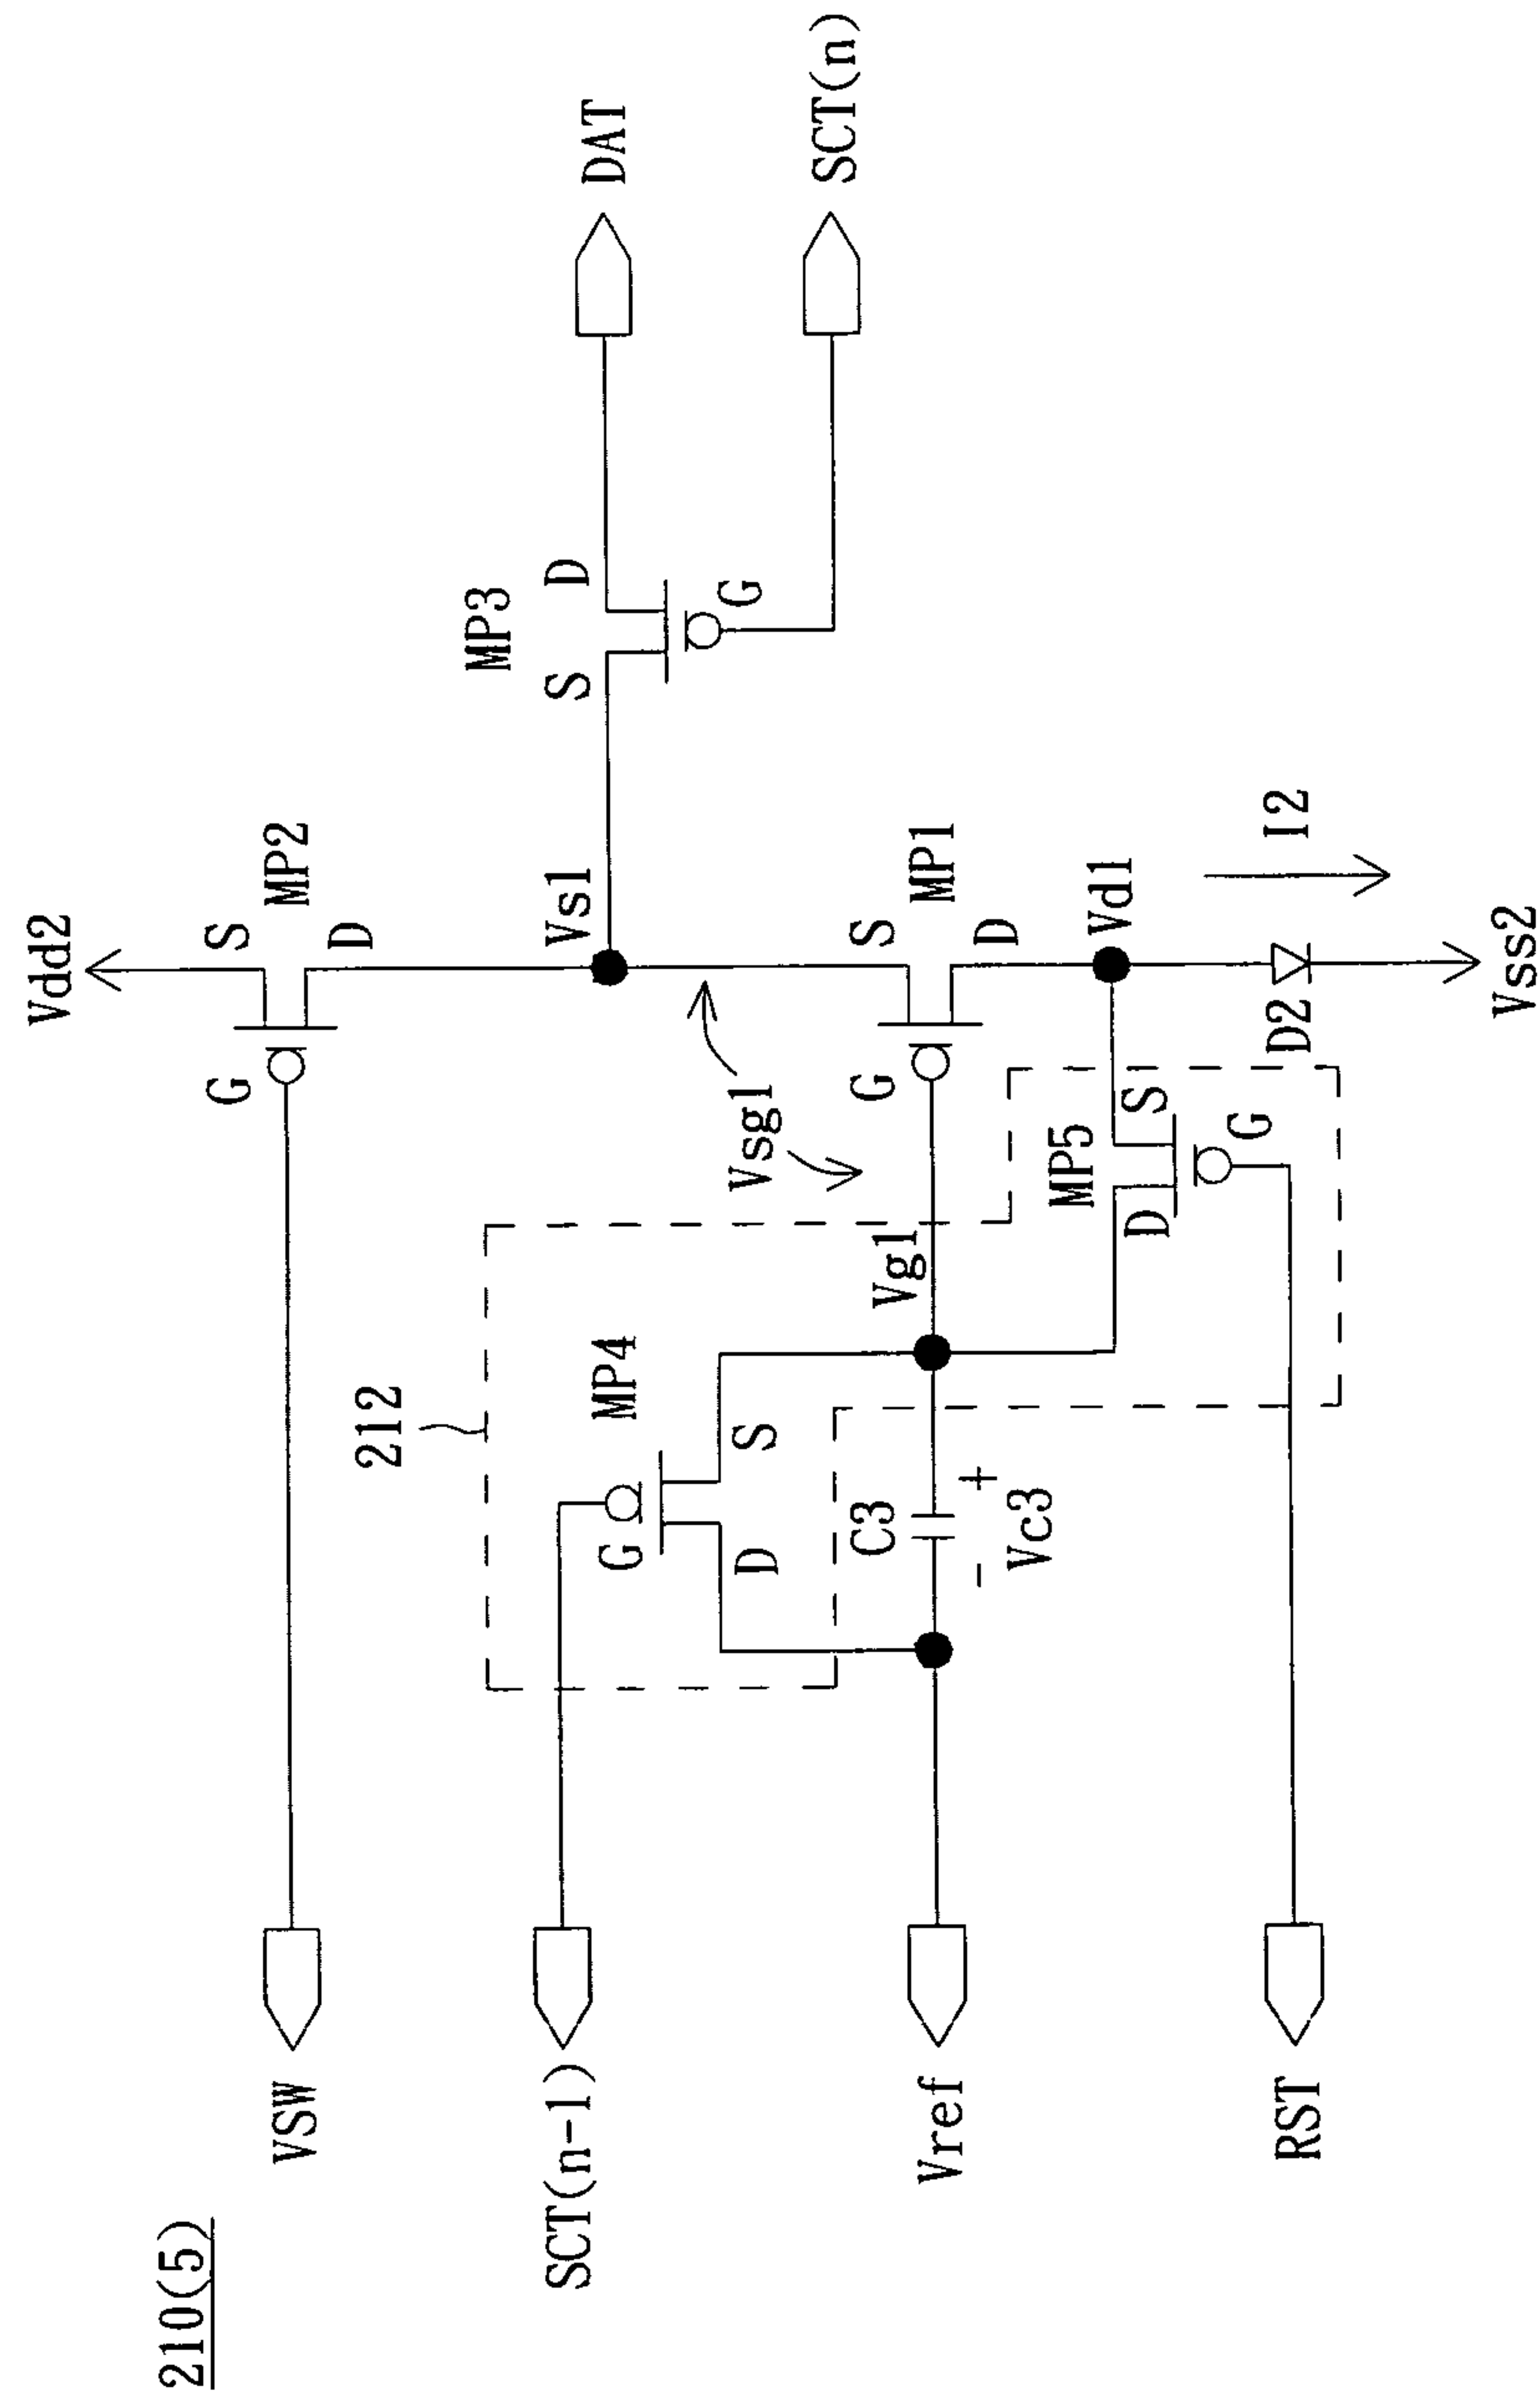 210(5)
Vdd2
VSW
G
S
MP2
D
212
SCT(n-1)
G
MP4
D
S
Vs1
MP3
S
D
G
DAT
SCT(n)
Vsg1
Vref
C3
- +
Vc3
Vg1
G
S
MP1
D
RST
MP5
D
S
G
Vd1
D2
I2
Vss2